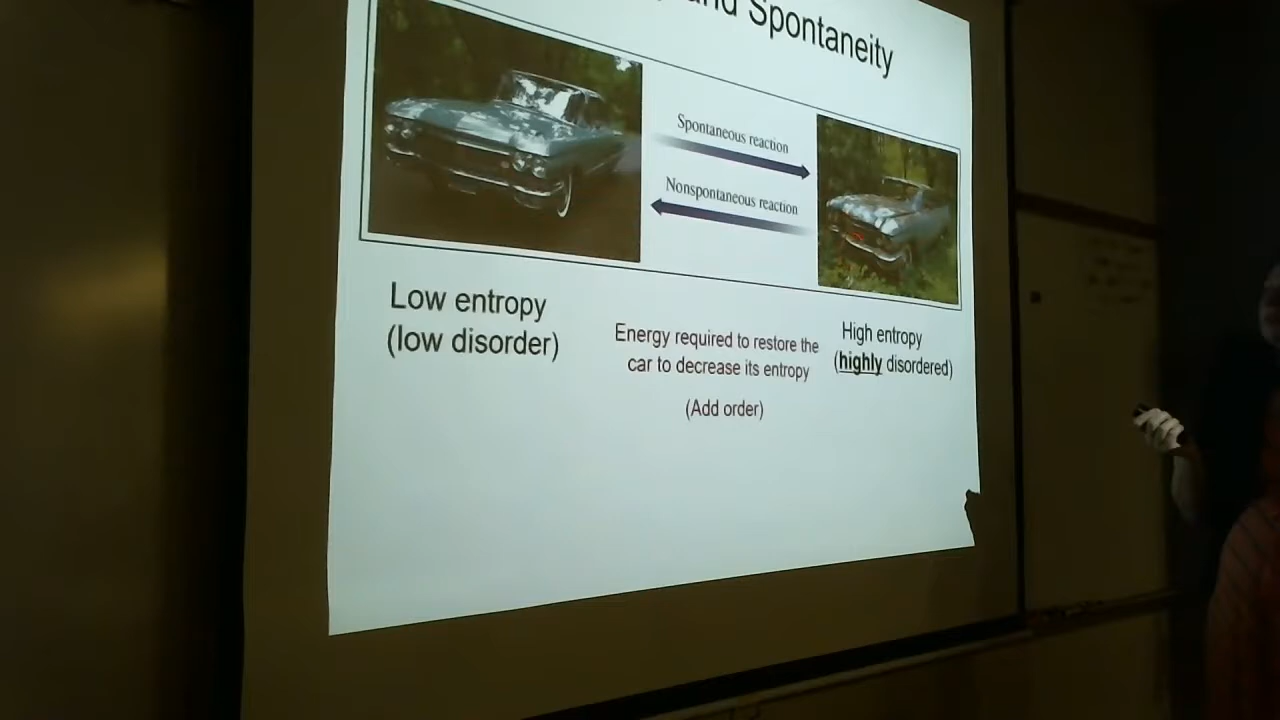 and Spontaneity
Spontaneous reaction
Nonspontaneous reaction
Low entropy
(low disorder)
Energy required to restore the
car to decrease its entropy
(Add order)
High entropy
(highly disordered)